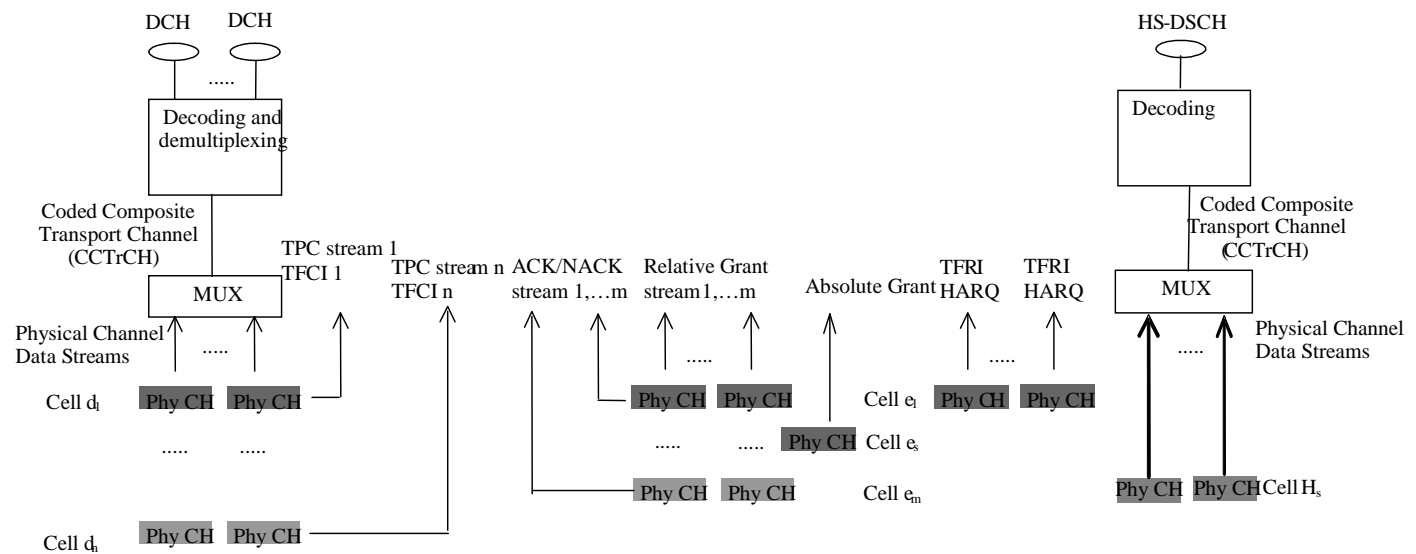 DCH DCH
HS-DSCH
.....
Decoding and
demultiplexing
Decoding
Coded Composite
Transport Channel
(CCTrCH)
Coded Composite
Transport Channel
(CCTrCH)
TPC stream 1
TFCI 1
TPC stream n
TFCI n
ACK/NACK
stream 1,…m
Relative Grant
stream1,…m
Absolute Grant
TFRI
HARQ
TFRI
HARQ
MUX
MUX
Physical Channel
Data Streams
.....
.....
.....
.....
Physical Channel
Data Streams
Cell d1 Phy CH Phy CH
Phy CH Phy CH Cell e1 Phy CH Phy CH
..... .....
..... ..... Phy CH Cell es
Phy CH Phy CH Cell em
Phy CH Phy CH Cell Hs
Cell dn Phy CH Phy CH